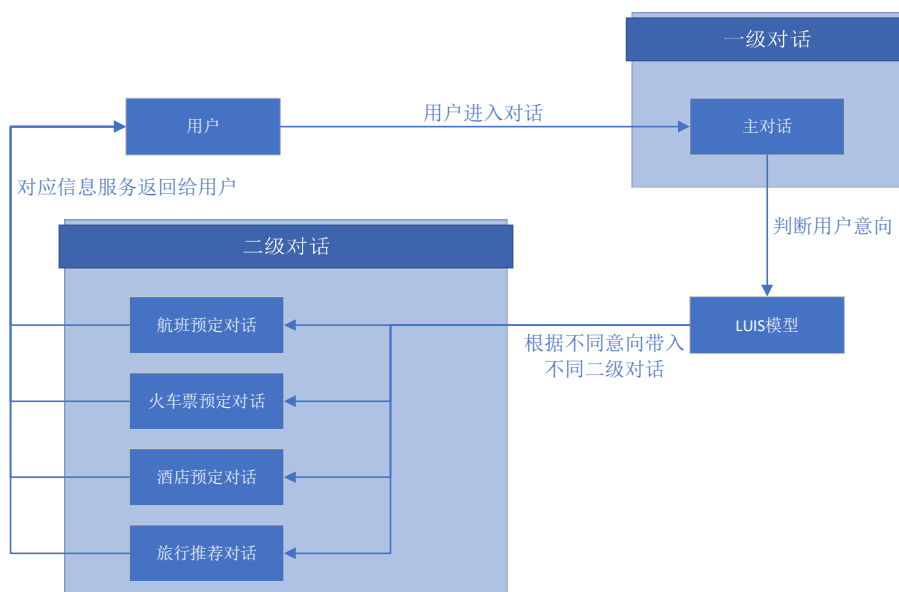 一级对话
用户
用户进入对话
主对话
对应信息服务返回给用户
判断用户意向
二级对话
航班预定对话
LUIS模型
根据不同意向带入
不同二级对话
火车票预定对话
酒店预定对话
旅行推荐对话